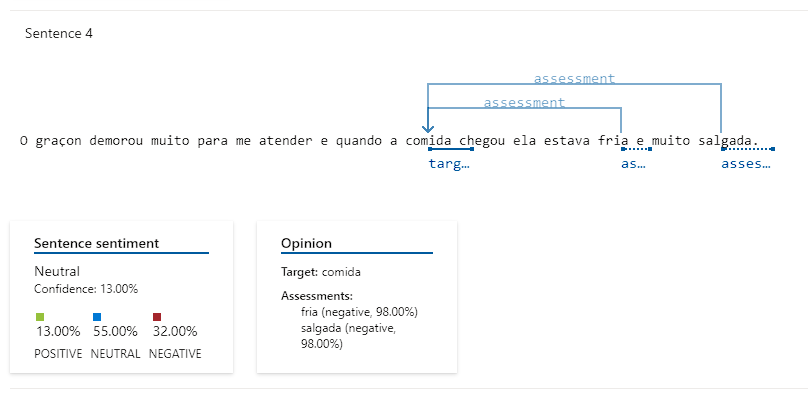 Sentence 4
assessment
assessment
O graçon demorou muito para me atender e quando a comida chegou ela estava fria e muito salgada.
targ… as… asses…
Sentence sentiment
Neutral
Confidence: 13.00%
13.00% 55.00% 32.00%
POSITIVE NEUTRAL NEGATIVE
Opinion
Target: comida
Assessments:
fria (negative, 98.00%)
salgada (negative,
98.00%)